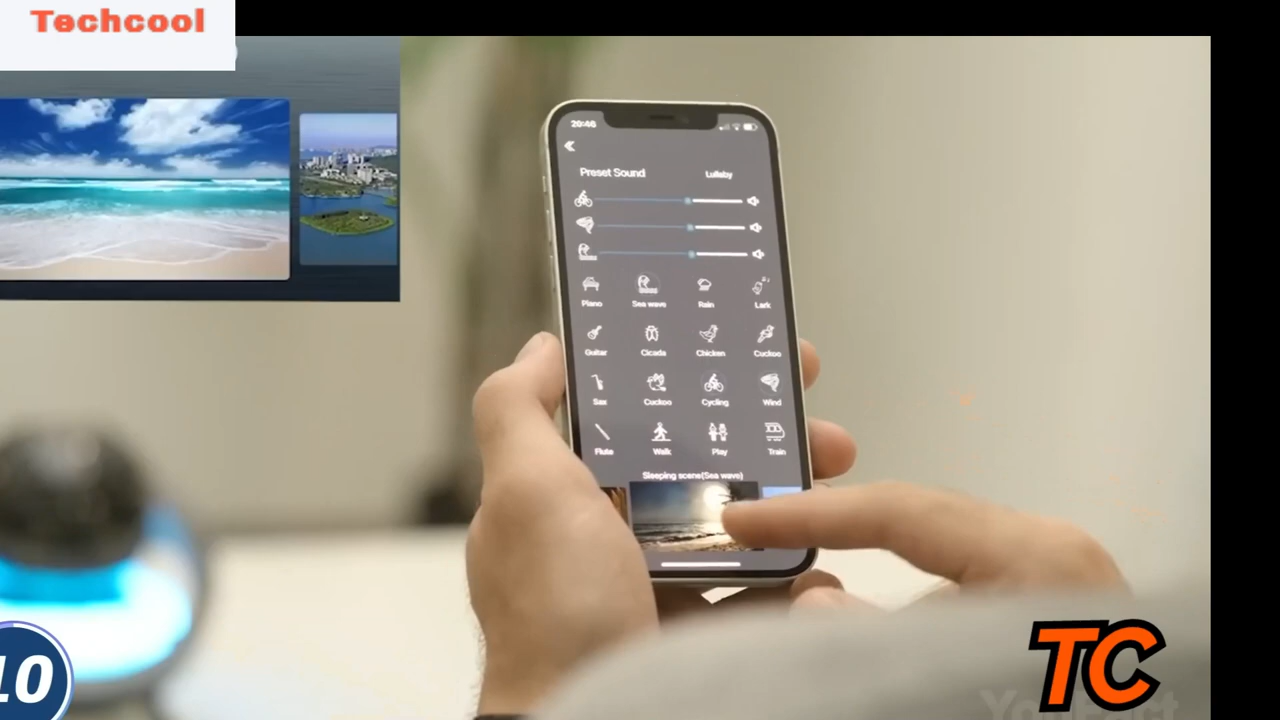 Techcool
20:46
Preset Sound
Lullaby
Piano Sea wave Rain Lark
Guitar Cicada Chicken Cuckoo
Sax Cuckoo Cycling Wind
Flute Walk Play Train
Sleeping scene(Sea wave)
10
TC